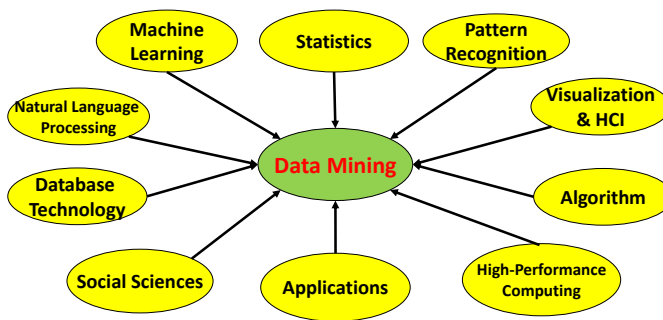 Machine
Learning
Statistics
Pattern
Recognition
Natural Language
Processing
Visualization
& HCI
Data Mining
Database
Technology
Algorithm
Social Sciences
Applications
High-Performance
Computing